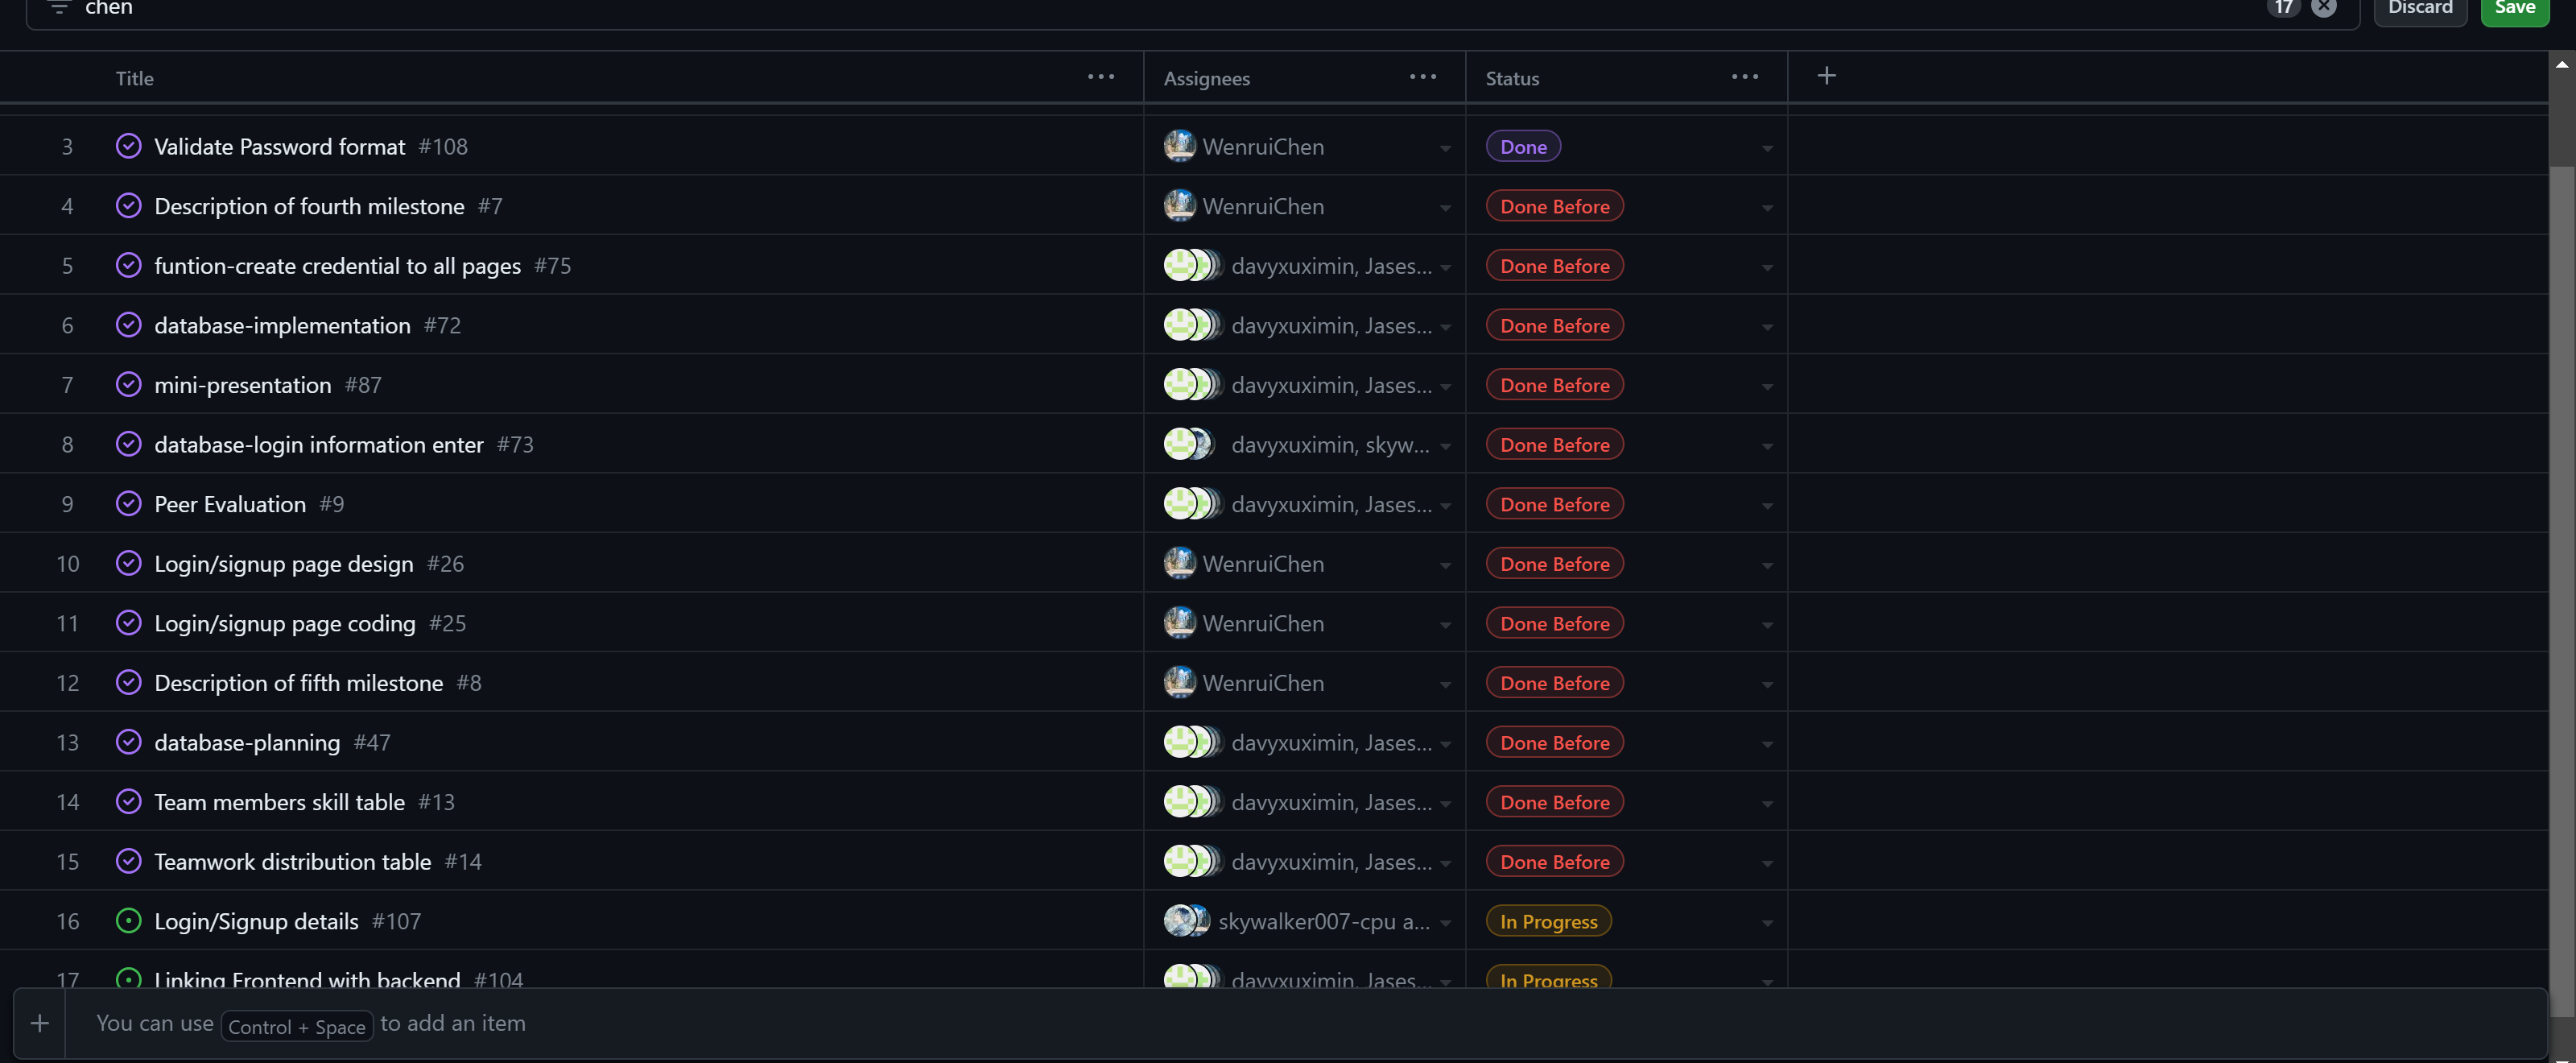 chen 17 Discard Save
Title Assignees Status
3 Validate Password format #108 WenruiChen Done
4 Description of fourth milestone #7 WenruiChen Done Before
5 funtion-create credential to all pages #75 davyxuximin, Jases... Done Before
6 database-implementation #72 davyxuximin, Jases... Done Before
7 mini-presentation #87 davyxuximin, Jases... Done Before
8 database-login information enter #73 davyxuximin, skyw... Done Before
9 Peer Evaluation #9 davyxuximin, Jases... Done Before
10 Login/signup page design #26 WenruiChen Done Before
11 Login/signup page coding #25 WenruiChen Done Before
12 Description of fifth milestone #8 WenruiChen Done Before
13 database-planning #47 davyxuximin, Jases... Done Before
14 Team members skill table #13 davyxuximin, Jases... Done Before
15 Teamwork distribution table #14 davyxuximin, Jases... Done Before
16 Login/Signup details #107 skywalker007-cpu a... In Progress
17 Linking Frontend with backend #104 davyxuximin, Jases... In Progress
You can use Control + Space to add an item